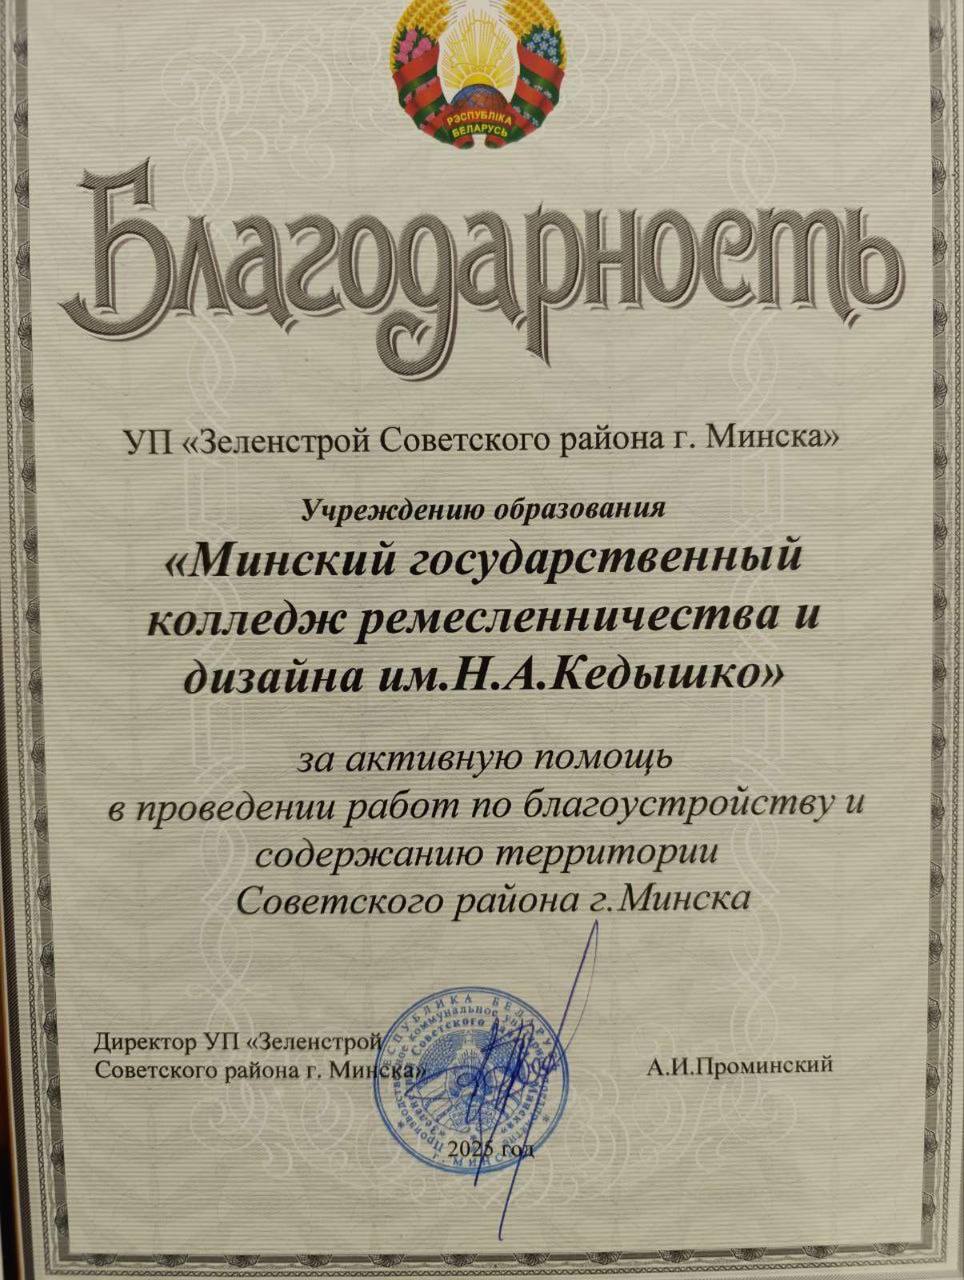 РЭСПУБЛІКА
БЕЛАРУСЬ
Благодарность
УП «Зеленстрой Советского района г. Минска»
Учреждению образования
«Минский государственный
колледж ремесленничества и
дизайна им.Н.А.Кедышко»
за активную помощь
в проведении работ по благоустройству и
содержанию территории
Советского района г.Минска
Директор УП «Зеленстрой
Советского района г. Минска»
А.И.Проминский
2025 год